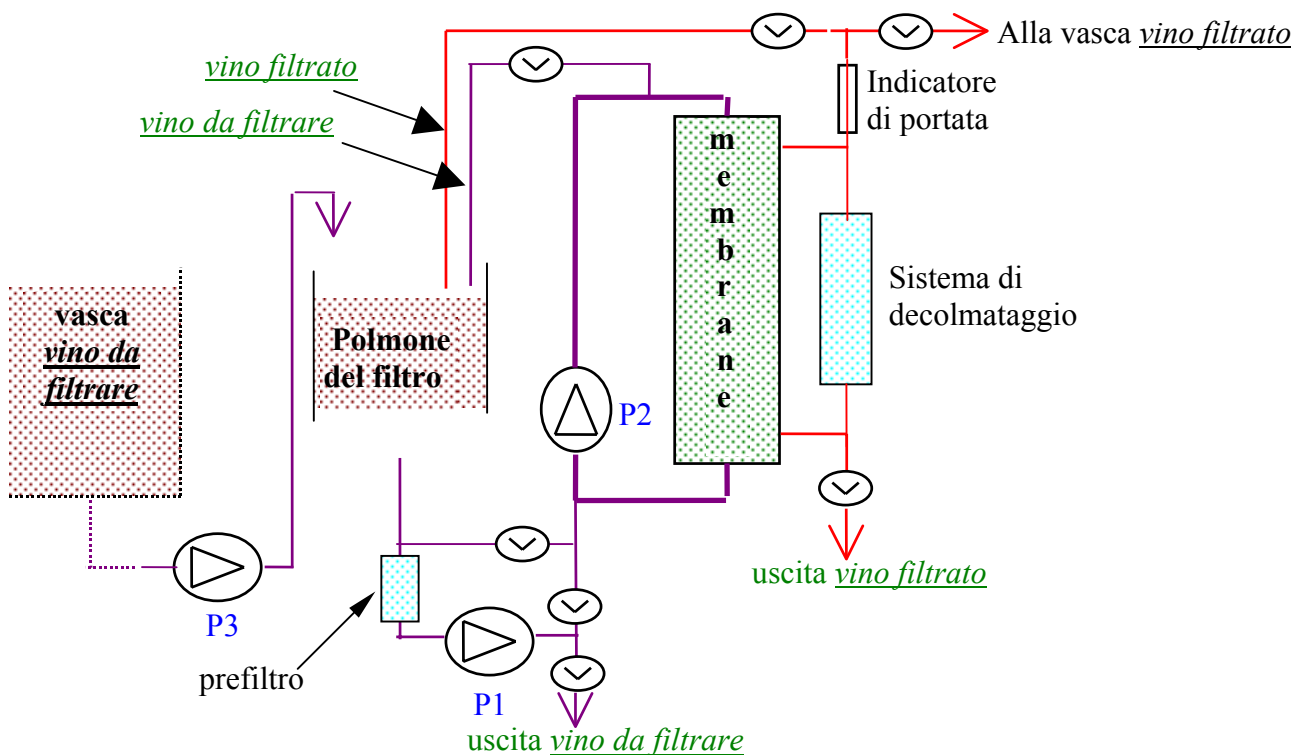 Alla vasca vino filtrato
vino filtrato
vino da filtrare
Indicatore
di portata
membrane
Sistema di
decolmataggio
vasca
vino da
filtrare
Polmone
del filtro
P2
uscita vino filtrato
P3
prefiltro
P1
uscita vino da filtrare